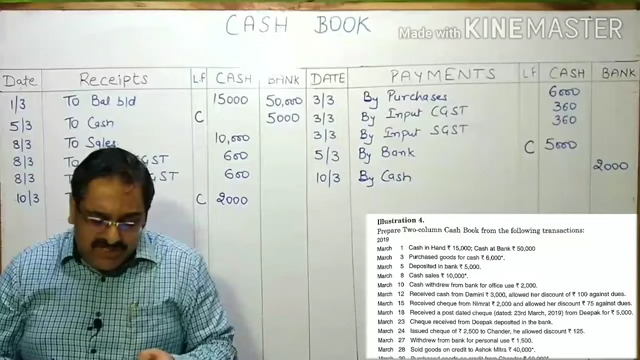 CASH BOOK
Made with KINEMASTER
Date Receipts L.F CASH BANK DATE PAYMENTS LF CASH BANK
1/3 To Bal b/d 15000 50,000 3/3 By Purchases 6000
5/3 To Cash C 5000 3/3 By Input CGST 360
8/3 To Sales 10,000 3/3 By Input SGST 360
8/3 To GST 600 5/3 By Bank C 5000
8/3 To GST 600 10/3 By Cash 2000
10/3 C 2000
Illustration 4.
Prepare Two-column Cash Book from the following transactions:
2019
March 1 Cash in Hand ₹ 15,000; Cash at Bank ₹ 50,000
March 3 Purchased goods for cash ₹ 6,000*.
March 5 Deposited in bank ₹ 5,000.
March 8 Cash sales ₹ 10,000*.
March 10 Cash withdrew from bank for office use ₹ 2,000.
March 12 Received cash from Damini ₹ 3,000, allowed her discount of ₹ 100 against dues.
March 15 Received cheque from Nimrat ₹ 2,000 and allowed her discount of ₹ 75 against dues.
March 18 Received a post dated cheque (dated: 23rd March, 2019) from Deepak for ₹ 5,000.
March 23 Cheque received from Deepak deposited in the bank.
March 24 Issued cheque of ₹ 2,500 to Chander, he allowed discount ₹ 125.
March 27 Withdrew from bank for personal use ₹ 1,500.
March 28 Sold goods on credit to Ashok Mitra ₹ 40,000*.